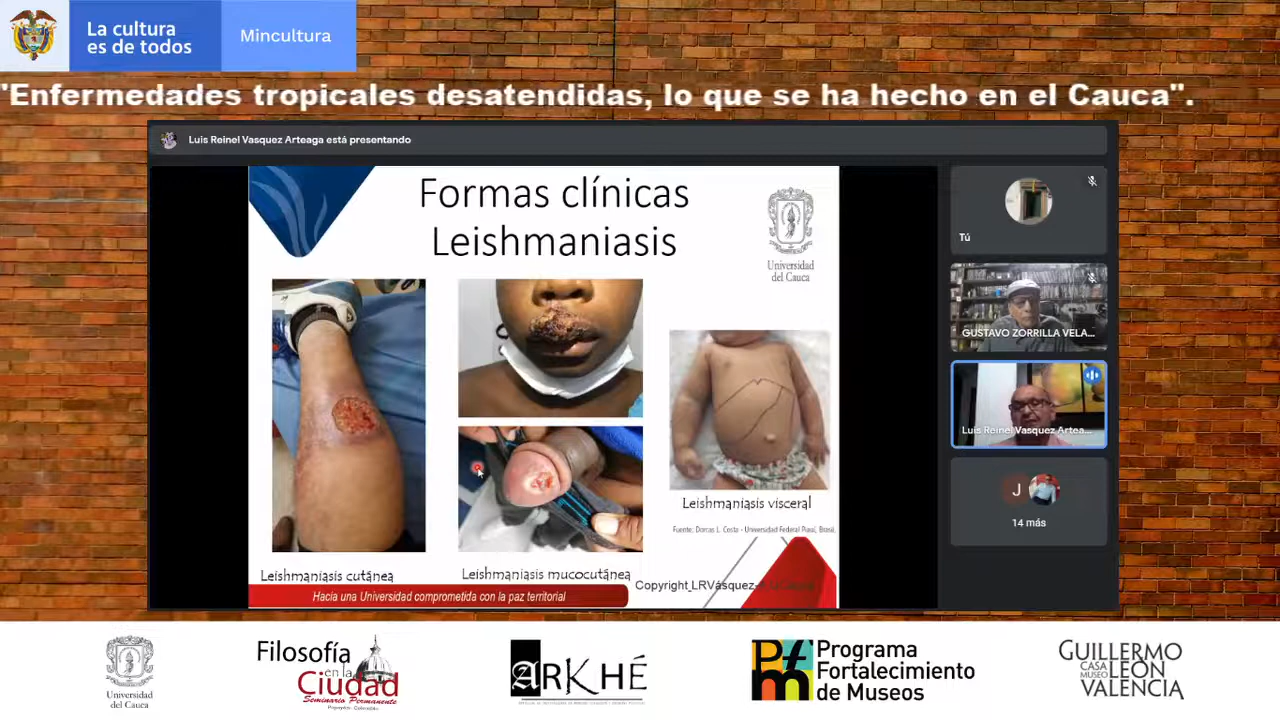 La cultura
es de todos
Mincultura
"Enfermedades tropicales desatendidas, lo que se ha hecho en el Cauca".
Luis Reinel Vasquez Arteaga está presentando
Formas clínicas
Leishmaniasis
Universidad
del Cauca
Leishmaniasis cutánea
Leishmaniasis mucocutánea
Leishmaniasis visceral
Fuente: Dorcas L. Costa - Universidad Federal Piauí, Brasil.
Copyright_LRVásquez-
Hacia una Universidad comprometida con la paz territorial
Tú
GUSTAVO ZORRILLA VELA...
Luis Reinel Vasquez Artea...
J
14 más
Universidad
del Cauca
Filosofía
en la
Ciudad
Seminario Permanente
Popayán - Colombia
ARKHÉ
Pfm
Programa
Fortalecimiento
de Museos
GUILLERMO
CASA
MUSEO
LEÓN
VALENCIA